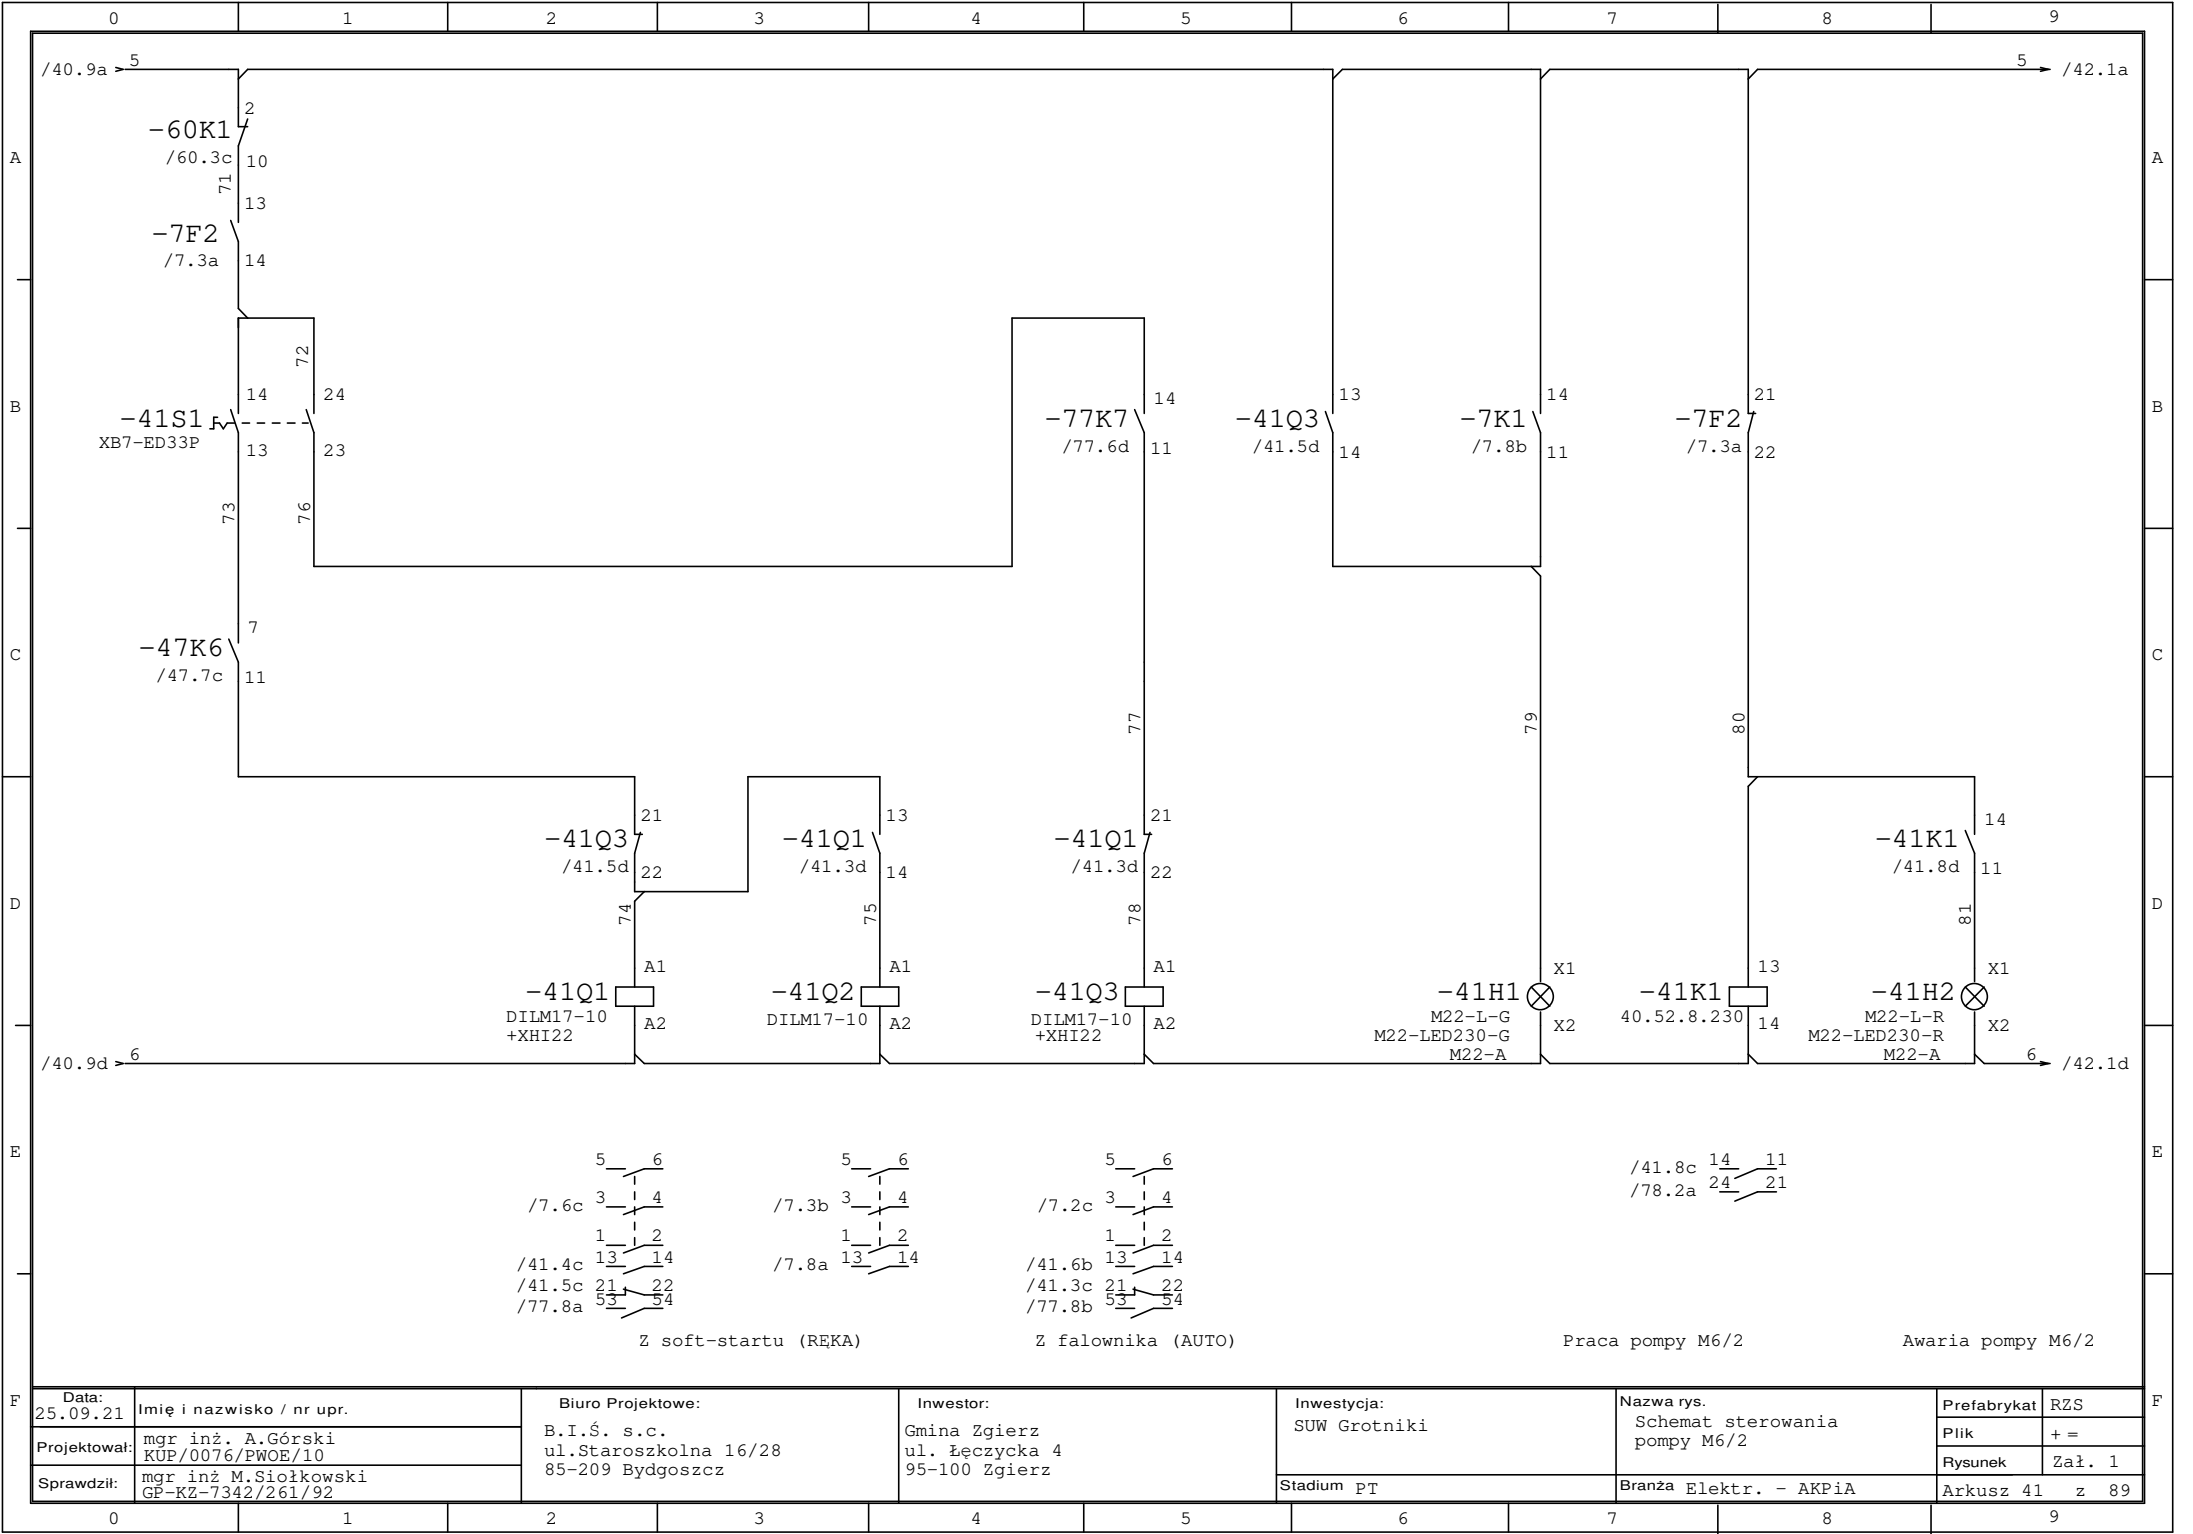 0 1 2 3 4 5 6 7 8 9
/40.9a 5 5 /42.1a
2
-60K1
/60.3c 10
A A
71
13
-7F2
/7.3a 14
72
14 24 14 13 14 21
B -41S1 -77K7 -41Q3 -7K1 -7F2 B
XB7-ED33P /77.6d /41.5d /7.8b /7.3a
13 23 11 14 11 22
73 76
7
-47K6
C C
/47.7c 11
77 79 80
21 13 21 14
-41Q3 -41Q1 -41Q1 -41K1
/41.5d 22 /41.3d 14 /41.3d 22 /41.8d 11
D 74 75 78 81 D
A1 A1 A1 X1 13 X1
-41Q1 -41Q2 -41Q3 -41H1 -41K1 -41H2
DILM17-10 DILM17-10 DILM17-10 M22-L-G 40.52.8.230 M22-L-R
A2 A2 A2 X2 14 X2
+XHI22 +XHI22 M22-LED230-G M22-LED230-R
M22-A M22-A
/40.9d 6 6 /42.1d
E E
5 6 5 6 5 6 /41.8c 14 11
/78.2a 24 21
/7.6c 3 4 /7.3b 3 4 /7.2c 3 4
1 2 1 2 1 2
/41.4c 13 14 /7.8a 13 14 /41.6b 13 14
/41.5c 21 22 /41.3c 21 22
/77.8a 53 54 /77.8b 53 54
Z soft-startu (RĘKA) Z falownika (AUTO) Praca pompy M6/2 Awaria pompy M6/2
F F
Data:
25.09.21
Imię i nazwisko / nr upr.
Projektował:
mgr inż. A.Górski
KUP/0076/PWOE/10
Sprawdził:
mgr inż M.Siołkowski
GP-KZ-7342/261/92
Biuro Projektowe:
B.I.Ś. s.c.
ul.Staroszkolna 16/28
85-209 Bydgoszcz
Inwestor:
Gmina Zgierz
ul. Łęczycka 4
95-100 Zgierz
Inwestycja:
SUW Grotniki
Stadium PT
Nazwa rys.
Schemat sterowania
pompy M6/2
Branża Elektr. - AKPiA
Prefabrykat RZS
Plik + =
Rysunek Zał. 1
Arkusz 41 z 89
0 1 2 3 4 5 6 7 8 9